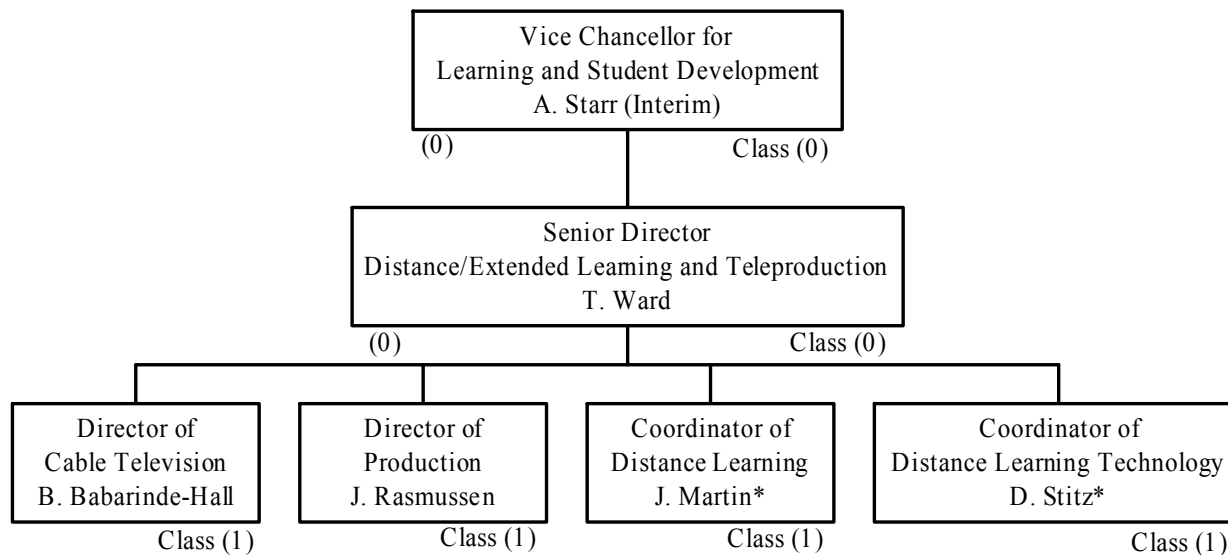 Vice Chancellor for
Learning and Student Development
A. Starr (Interim)
(0)
Class (0)
Senior Director
Distance/Extended Learning and Teleproduction
T. Ward
(0)
Class (0)
Director of
Cable Television
B. Babarinde-Hall
Class (1)
Director of
Production
J. Rasmussen
Class (1)
Coordinator of
Distance Learning
J. Martin*
Class (1)
Coordinator of
Distance Learning Technology
D. Stitz*
Class (1)